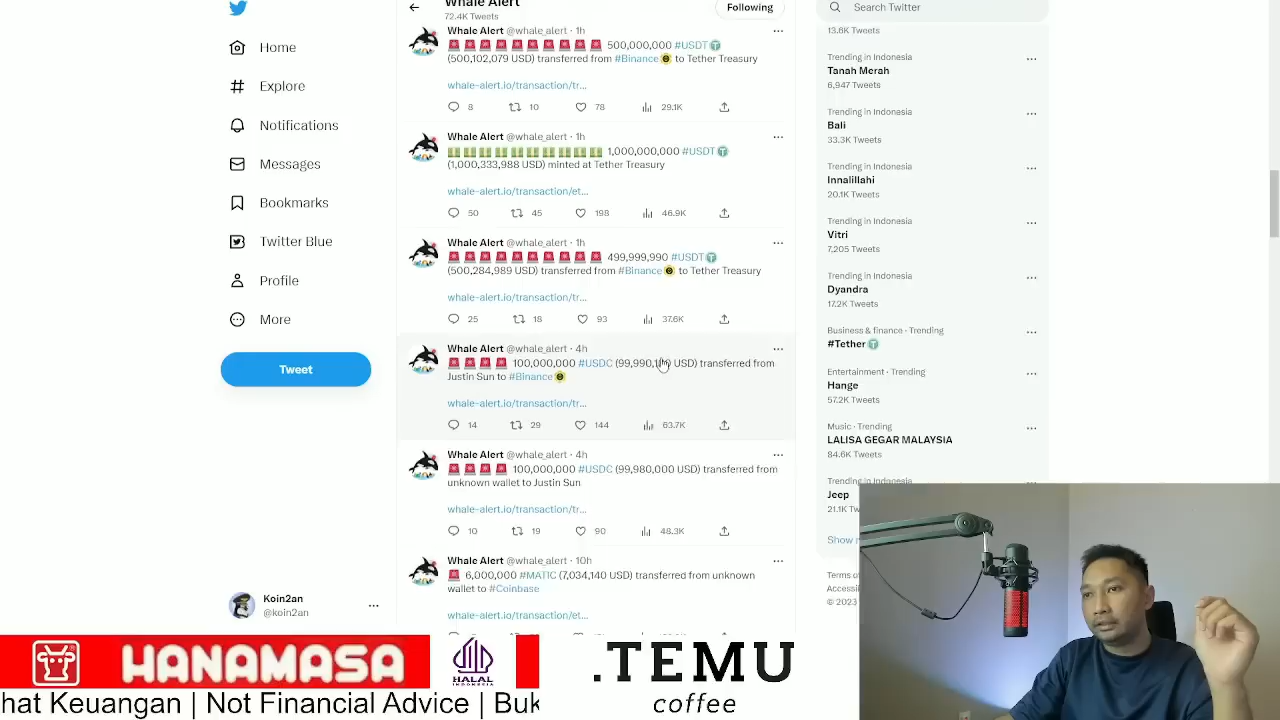 Home
Explore
Notifications
Messages
Bookmarks
Twitter Blue
Profile
More
Tweet
Koin2an
@koin2an
Whale Alert
72.4K Tweets
Following
Whale Alert @whale_alert · 1h
500,000,000 #USDT
(500,102,079 USD) transferred from #Binance to Tether Treasury
whale-alert.io/transaction/tr...
8 10 78 29.1K
Whale Alert @whale_alert · 1h
1,000,000,000 #USDT
(1,000,333,988 USD) minted at Tether Treasury
whale-alert.io/transaction/et...
50 45 198 46.9K
Whale Alert @whale_alert · 1h
499,999,990 #USDT
(500,284,989 USD) transferred from #Binance to Tether Treasury
whale-alert.io/transaction/tr...
25 18 93 37.6K
Whale Alert @whale_alert · 4h
100,000,000 #USDC USD) transferred from
Justin Sun to #Binance
whale-alert.io/transaction/tr...
14 29 144 63.7K
Whale Alert @whale_alert · 4h
100,000,000 #USDC (99,980,000 USD) transferred from
unknown wallet to Justin Sun
whale-alert.io/transaction/tr...
10 19 90 48.3K
Whale Alert @whale_alert · 10h
6,000,000 #MATIC (7,034,140 USD) transferred from unknown
wallet to #Coinbase
whale-alert.io/transaction/et...
Search Twitter
13.6K Tweets
Trending in Indonesia
Tanah Merah
6,947 Tweets
Trending in Indonesia
Bali
33.3K Tweets
Trending in Indonesia
Innalillahi
20.1K Tweets
Trending in Indonesia
Vitri
7,205 Tweets
Trending in Indonesia
Dyandra
17.2K Tweets
Business & finance · Trending
#Tether
Entertainment · Trending
Hange
57.2K Tweets
Music · Trending
LALISA GEGAR MALAYSIA
84.6K Tweets
Trending in Indonesia
Jeep
21.1K Tw
Show
Terms o
Accessi
© 2023
HANAMASA
HALAL
INDONESIA
.TEMU
coffee
hat Keuangan | Not Financial Advice | Buk